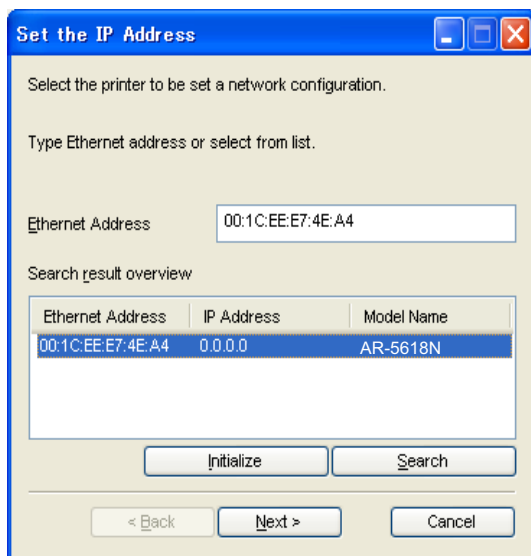 Set the IP Address
Select the printer to be set a network configuration.
Type Ethernet address or select from list.
Ethernet Address 00:1C:EE:E7:4E:A4
Search result overview
Ethernet Address IP Address Model Name
00:1C:EE:E7:4E:A4 0.0.0.0 AR-5618N
Initialize Search
< Back Next > Cancel